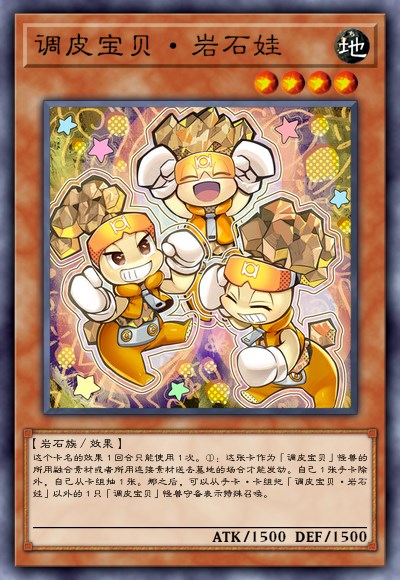 调皮宝贝·岩石娃
地
【岩石族/效果】
这个卡名的效果1回合只能使用1次。①：这张卡作为「调皮宝贝」怪兽的
所用融合素材或者所用连接素材送去墓地的场合才能发动。自己1张手卡除
外，自己从卡组抽1张。那之后，可以从手卡·卡组把「调皮宝贝·岩石
娃」以外的1只「调皮宝贝」怪兽守备表示特殊召唤。
ATK/1500 DEF/1500